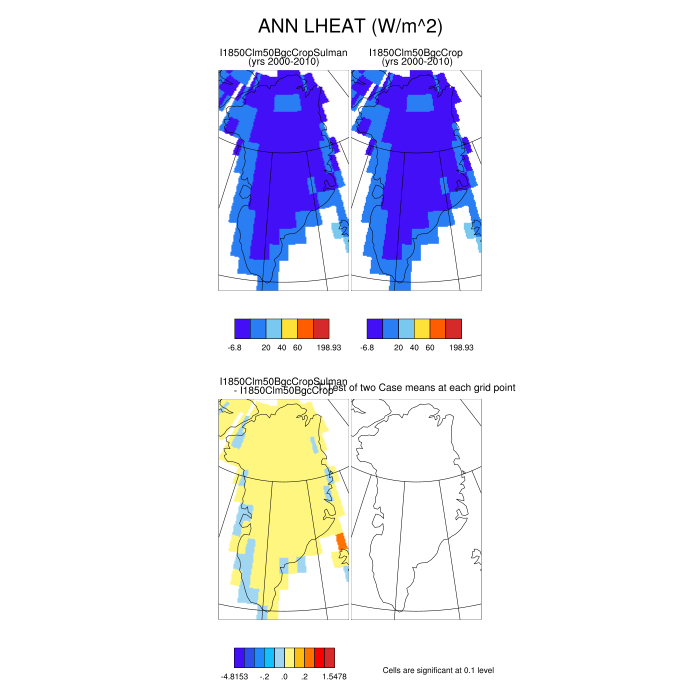 ANN LHEAT (W/m^2)
I1850Clm50BgcCropSulman
(yrs 2000-2010)
I1850Clm50BgcCrop
(yrs 2000-2010)
-6.8 20 40 60 198.93
-6.8 20 40 60 198.93
I1850Clm50BgcCropSulman
- I1850Clm50BgcCrop
Test of two Case means at each grid point
-4.8153 -.2 .0 .2 1.5478
Cells are significant at 0.1 level